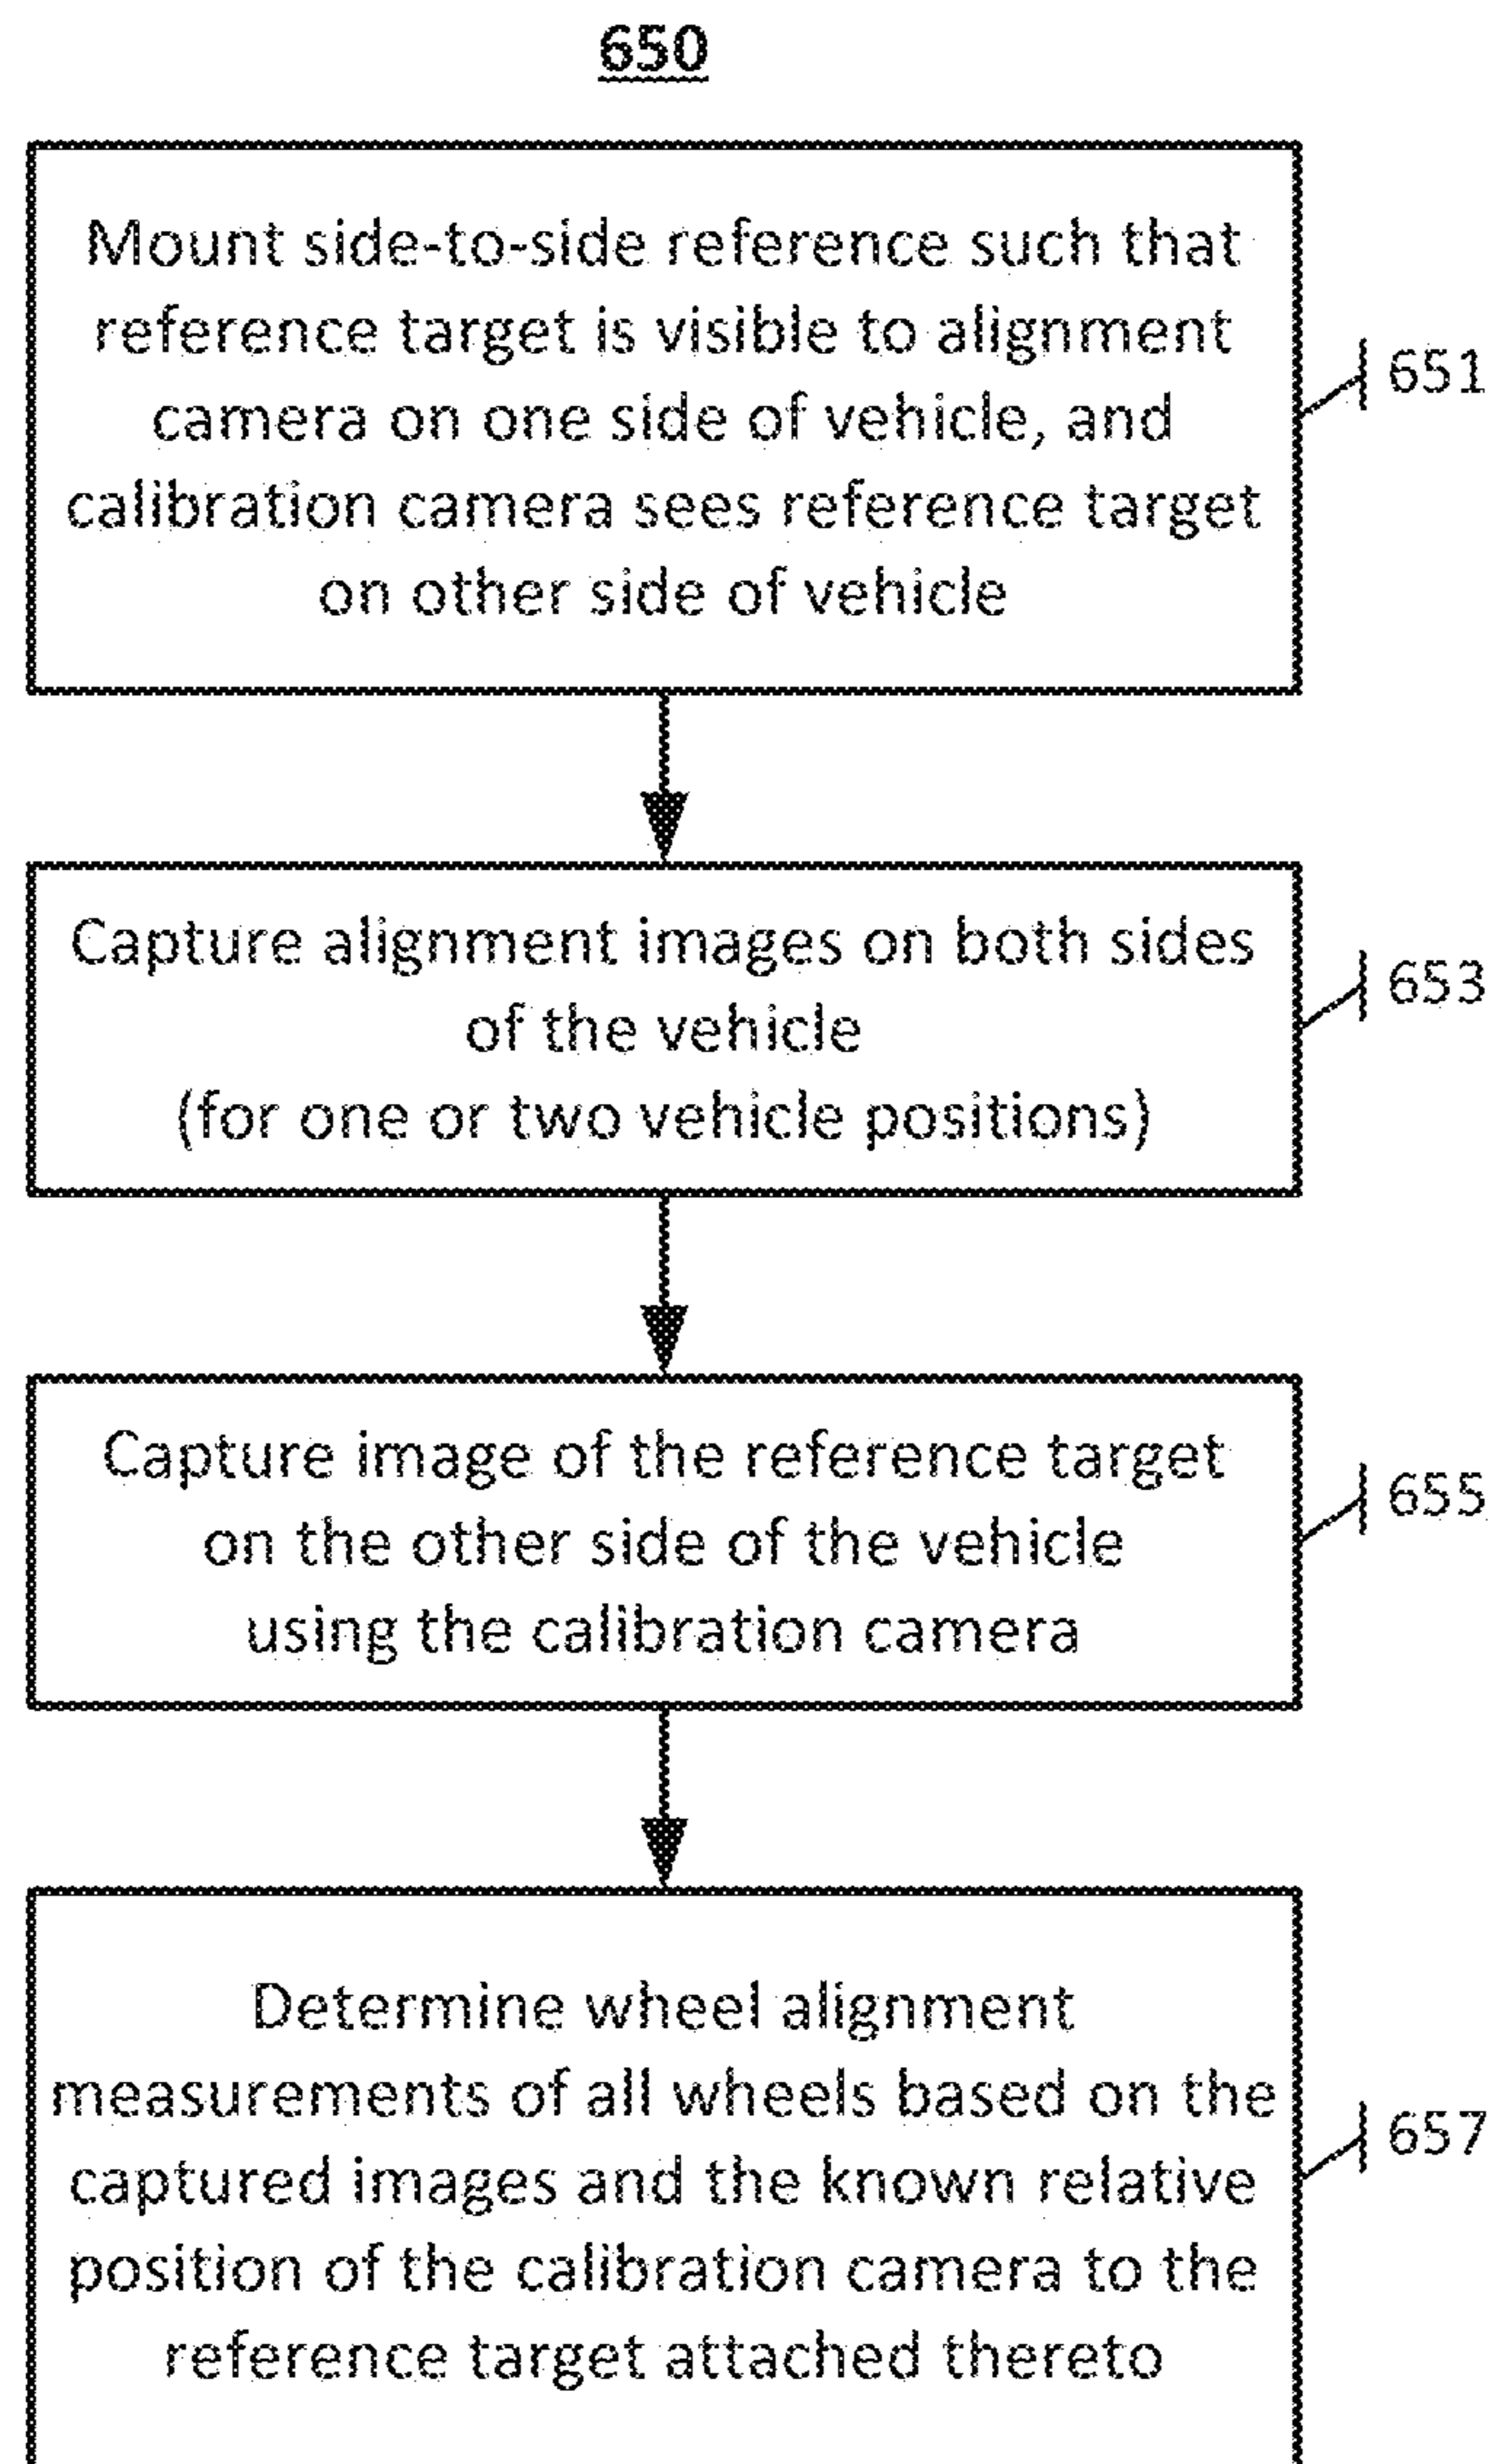 650
Mount side-to-side reference such that
reference target is visible to alignment
camera on one side of vehicle, and
calibration camera sees reference target
on other side of vehicle
651
Capture alignment images on both sides
of the vehicle
(for one or two vehicle positions)
653
Capture image of the reference target
on the other side of the vehicle
using the calibration camera
655
Determine wheel alignment
measurements of all wheels based on the
captured images and the known relative
position of the calibration camera to the
reference target attached thereto
657